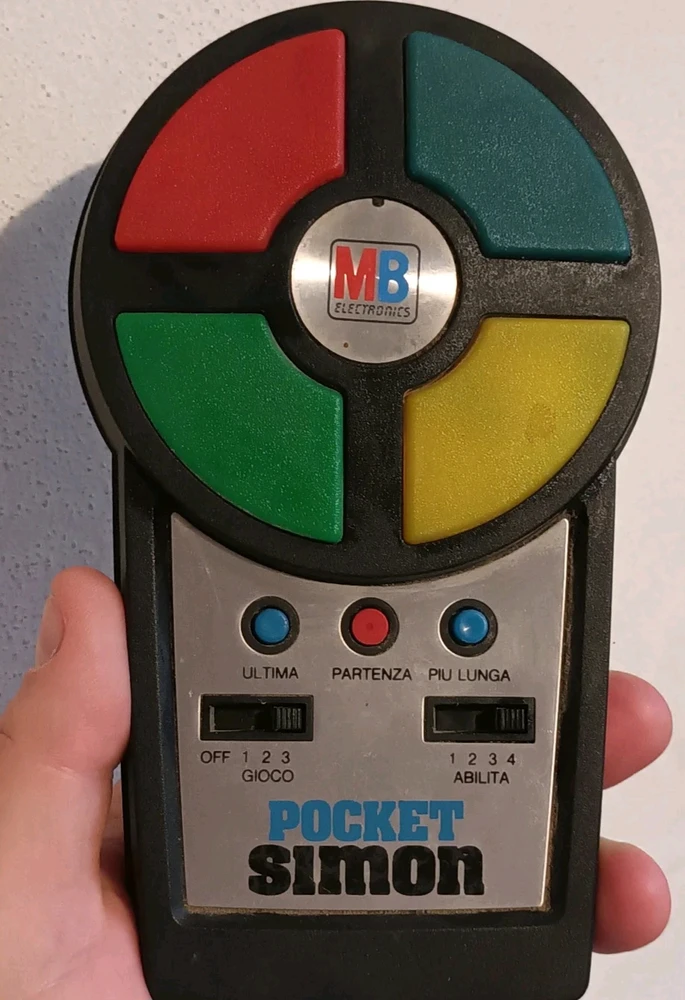 MB
ELECTRONICS
ULTIMA PARTENZA PIU LUNGA
OFF 1 2 3
GIOCO
1 2 3 4
ABILITA
POCKET
simon